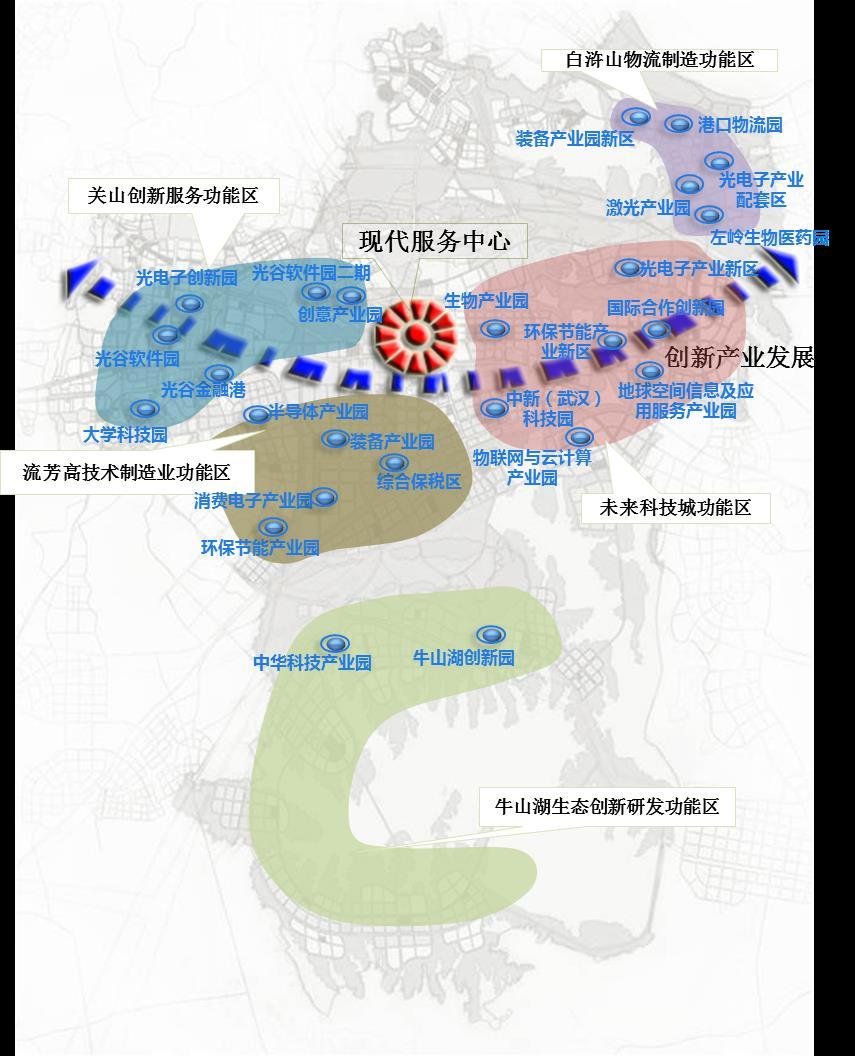 白浒山物流制造功能区
港口物流园
装备产业园新区
光电子产业
配套区
激光产业园
左岭生物医药园
关山创新服务功能区
现代服务中心
光电子创新园
光谷软件园二期
创意产业园
光谷软件园
光谷金融港
大学科技园
光电子产业新区
生物产业园
国际合作创新园
环保节能产
业新区
创新产业发展
地球空间信息及应
用服务产业园
中新（武汉）
科技园
物联网与云计算
产业园
未来科技城功能区
半导体产业园
装备产业园
综合保税区
流芳高技术制造业功能区
消费电子产业园
环保节能产业园
中华科技产业园
牛山湖创新园
牛山湖生态创新研发功能区